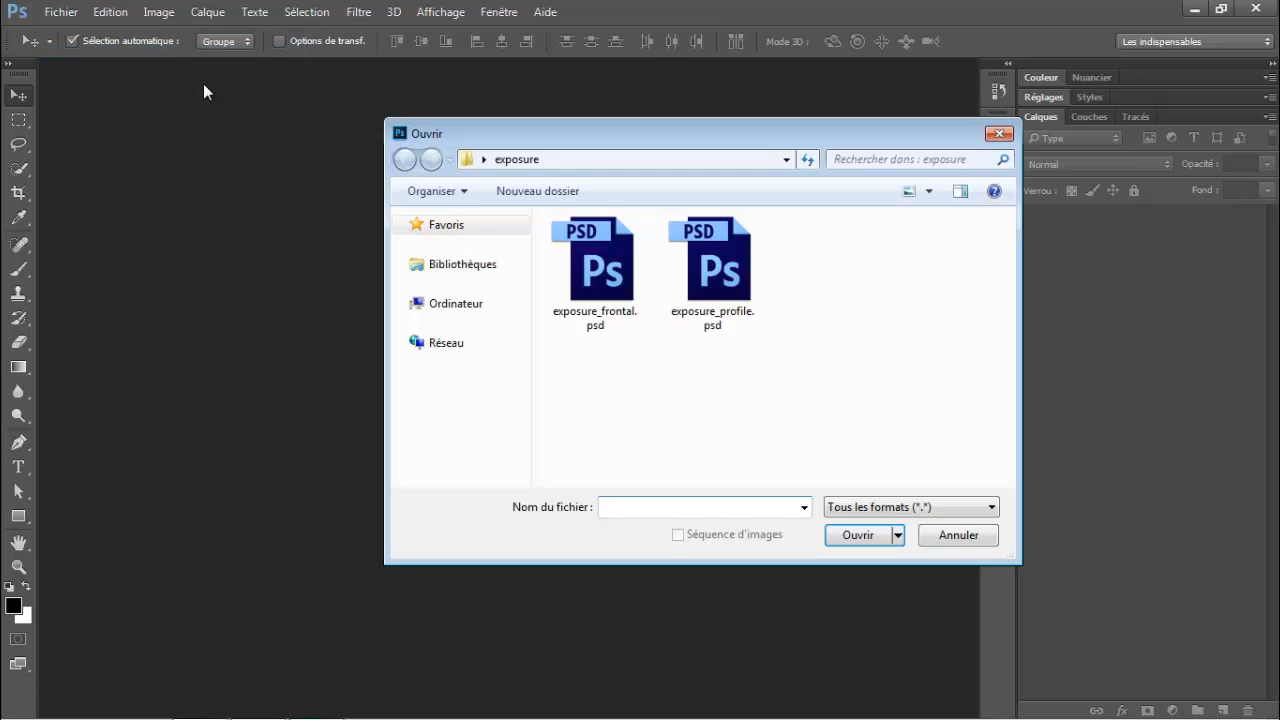 Ps Fichier Edition Image Calque Texte Sélection Filtre 3D Affichage Fenêtre Aide
Sélection automatique : Groupe Options de transf. Mode 3D : Les indispensables
Couleur Nuancier
Réglages Styles
Calques Couches Tracés
Type
Normal Opacité :
Verrou : Fond :
Ps Ouvrir
exposure
Rechercher dans : exposure
Organiser Nouveau dossier
Favoris
Bibliothèques
Ordinateur
Réseau
PSD PSD
Ps Ps
exposure_frontal. exposure_profile.
psd psd
Nom du fichier : Tous les formats (*.*)
Séquence d'images Ouvrir Annuler